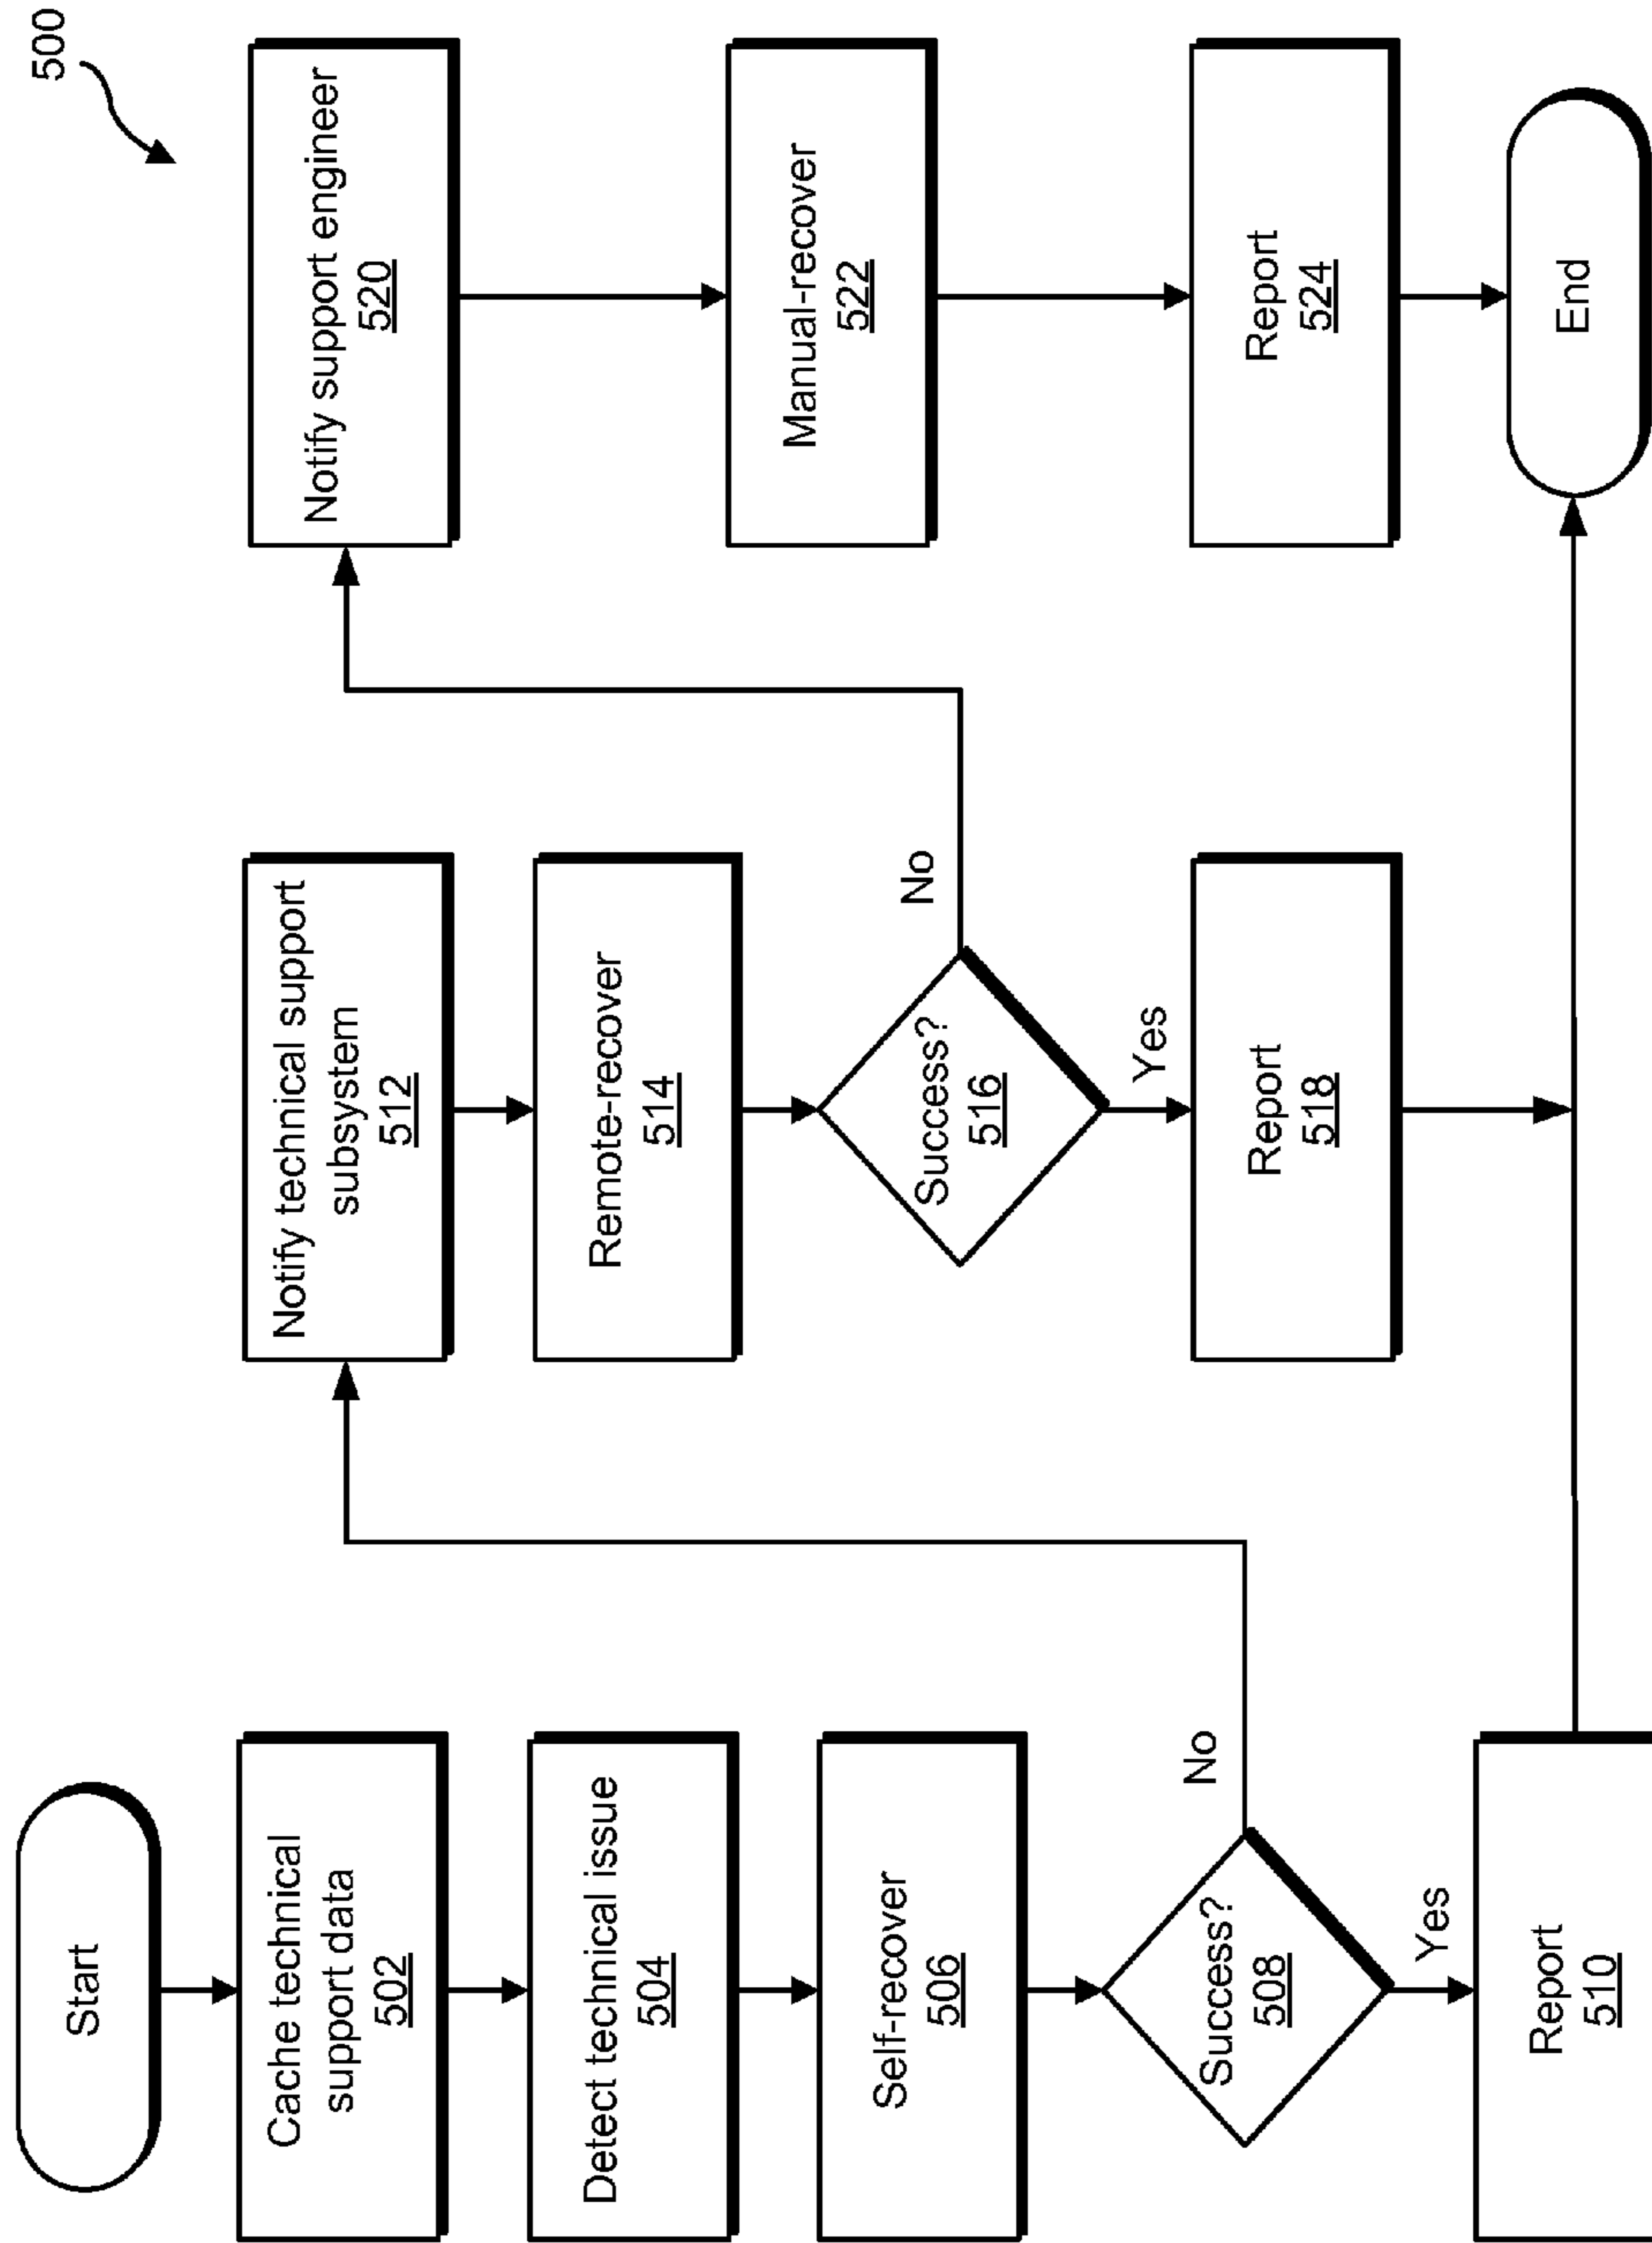 500
Start
Cache technical
support data
502
Detect technical issue
504
Self-recover
506
Success?
508
No
Yes
Report
510
Notify technical support
subsystem
512
Remote-recover
514
Success?
516
No
Yes
Report
518
Notify support engineer
520
Manual-recover
522
Report
524
End